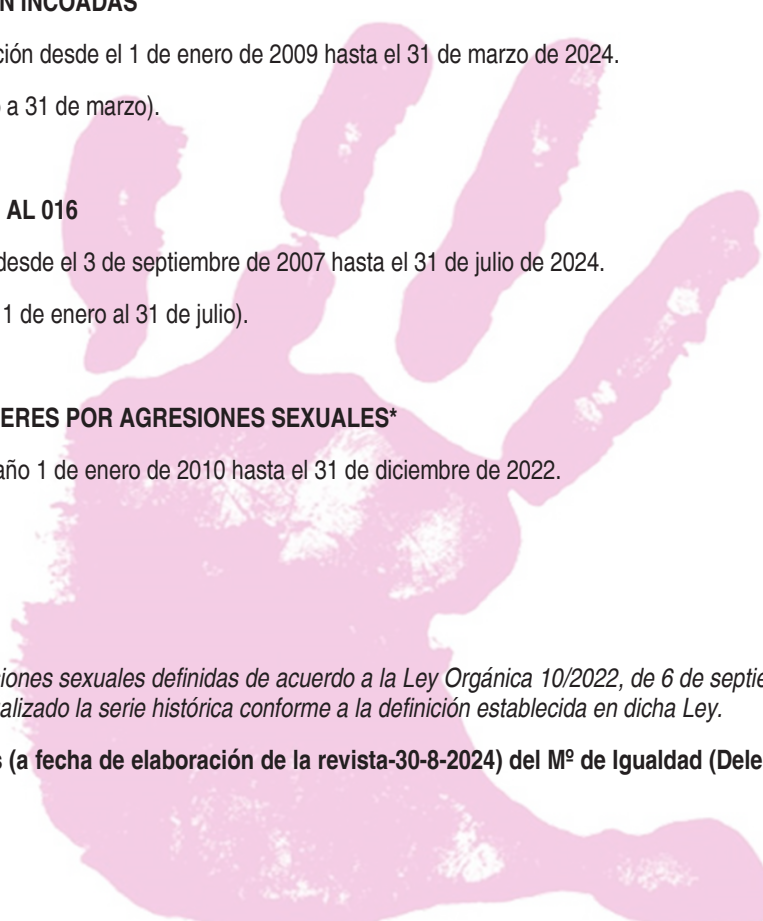 N INCOADAS
ción desde el 1 de enero de 2009 hasta el 31 de marzo de 2024.
a 31 de marzo).
AL 016
desde el 3 de septiembre de 2007 hasta el 31 de julio de 2024.
1 de enero al 31 de julio).
ERES POR AGRESIONES SEXUALES*
año 1 de enero de 2010 hasta el 31 de diciembre de 2022.
iones sexuales definidas de acuerdo a la Ley Orgánica 10/2022, de 6 de septie
alizado la serie histórica conforme a la definición establecida en dicha Ley.
s (a fecha de elaboración de la revista-30-8-2024) del Mº de Igualdad (Dele